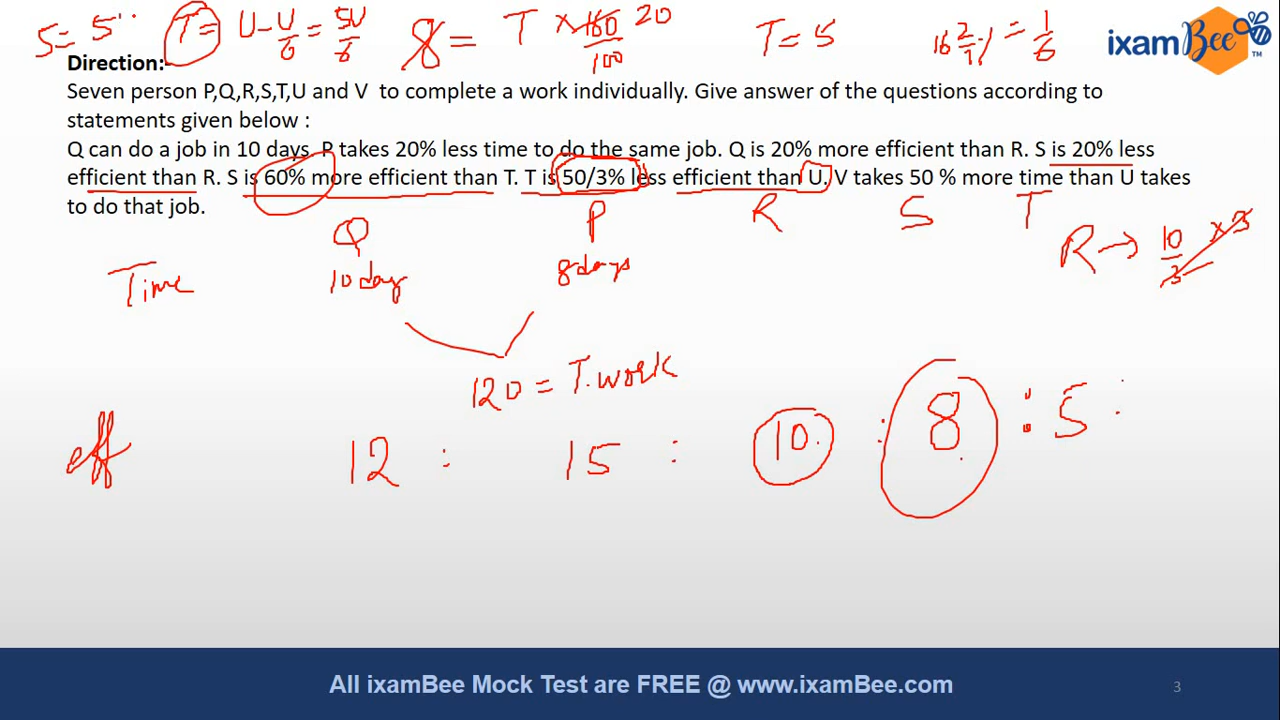 S = 5 T = U - U/6 = 5U/6 8 = T × 160/100 20 T = 5 16 2/3 % = 1/6
ixamBee
Direction:-
Seven person P,Q,R,S,T,U and V to complete a work individually. Give answer of the questions according to
statements given below :
Q can do a job in 10 days. P takes 20% less time to do the same job. Q is 20% more efficient than R. S is 20% less
efficient than R. S is 60% more efficient than T. T is 50/3% less efficient than U. V takes 50 % more time than U takes
to do that job.
Q P R S T R → 10/3 × 3
Time 10 day 8 days
120 = T. work
eff 12 : 15 : 10 : 8 : 5 :
All ixamBee Mock Test are FREE @ www.ixamBee.com
3